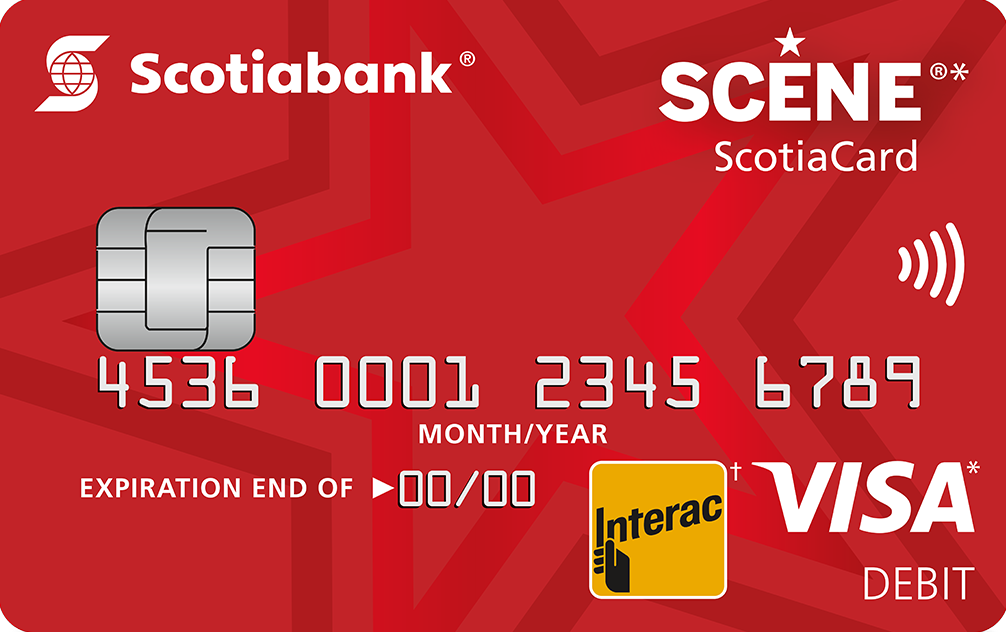 Scotiabank®
SCENE®*
ScotiaCard
4536 0001 2345 6789
MONTH/YEAR
EXPIRATION END OF ▶00/00
Interac†
VISA*
DEBIT